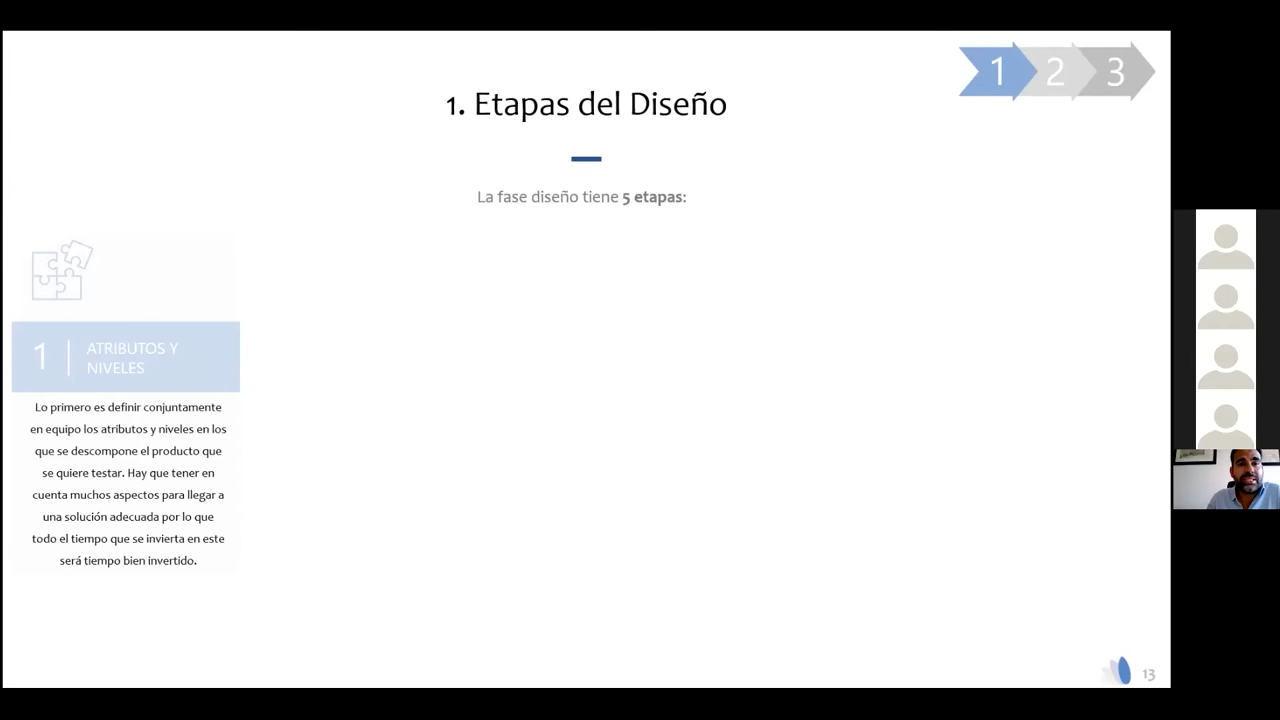 1 2 3
1. Etapas del Diseño
La fase diseño tiene 5 etapas:
1 ATRIBUTOS Y
NIVELES
Lo primero es definir conjuntamente
en equipo los atributos y niveles en los
que se descompone el producto que
se quiere testar. Hay que tener en
cuenta muchos aspectos para llegar a
una solución adecuada por lo que
todo el tiempo que se invierta en este
será tiempo bien invertido.
13